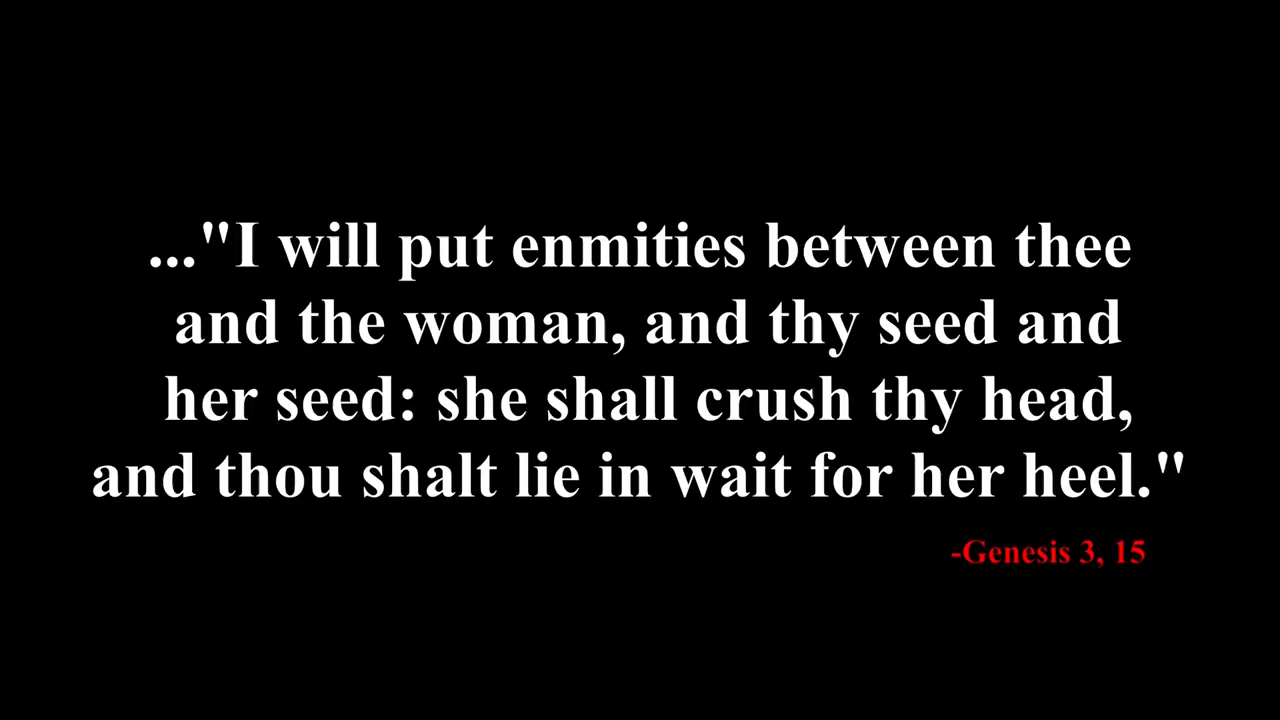 ..."I will put enmities between thee
and the woman, and thy seed and
her seed: she shall crush thy head,
and thou shalt lie in wait for her heel."
-Genesis 3, 15